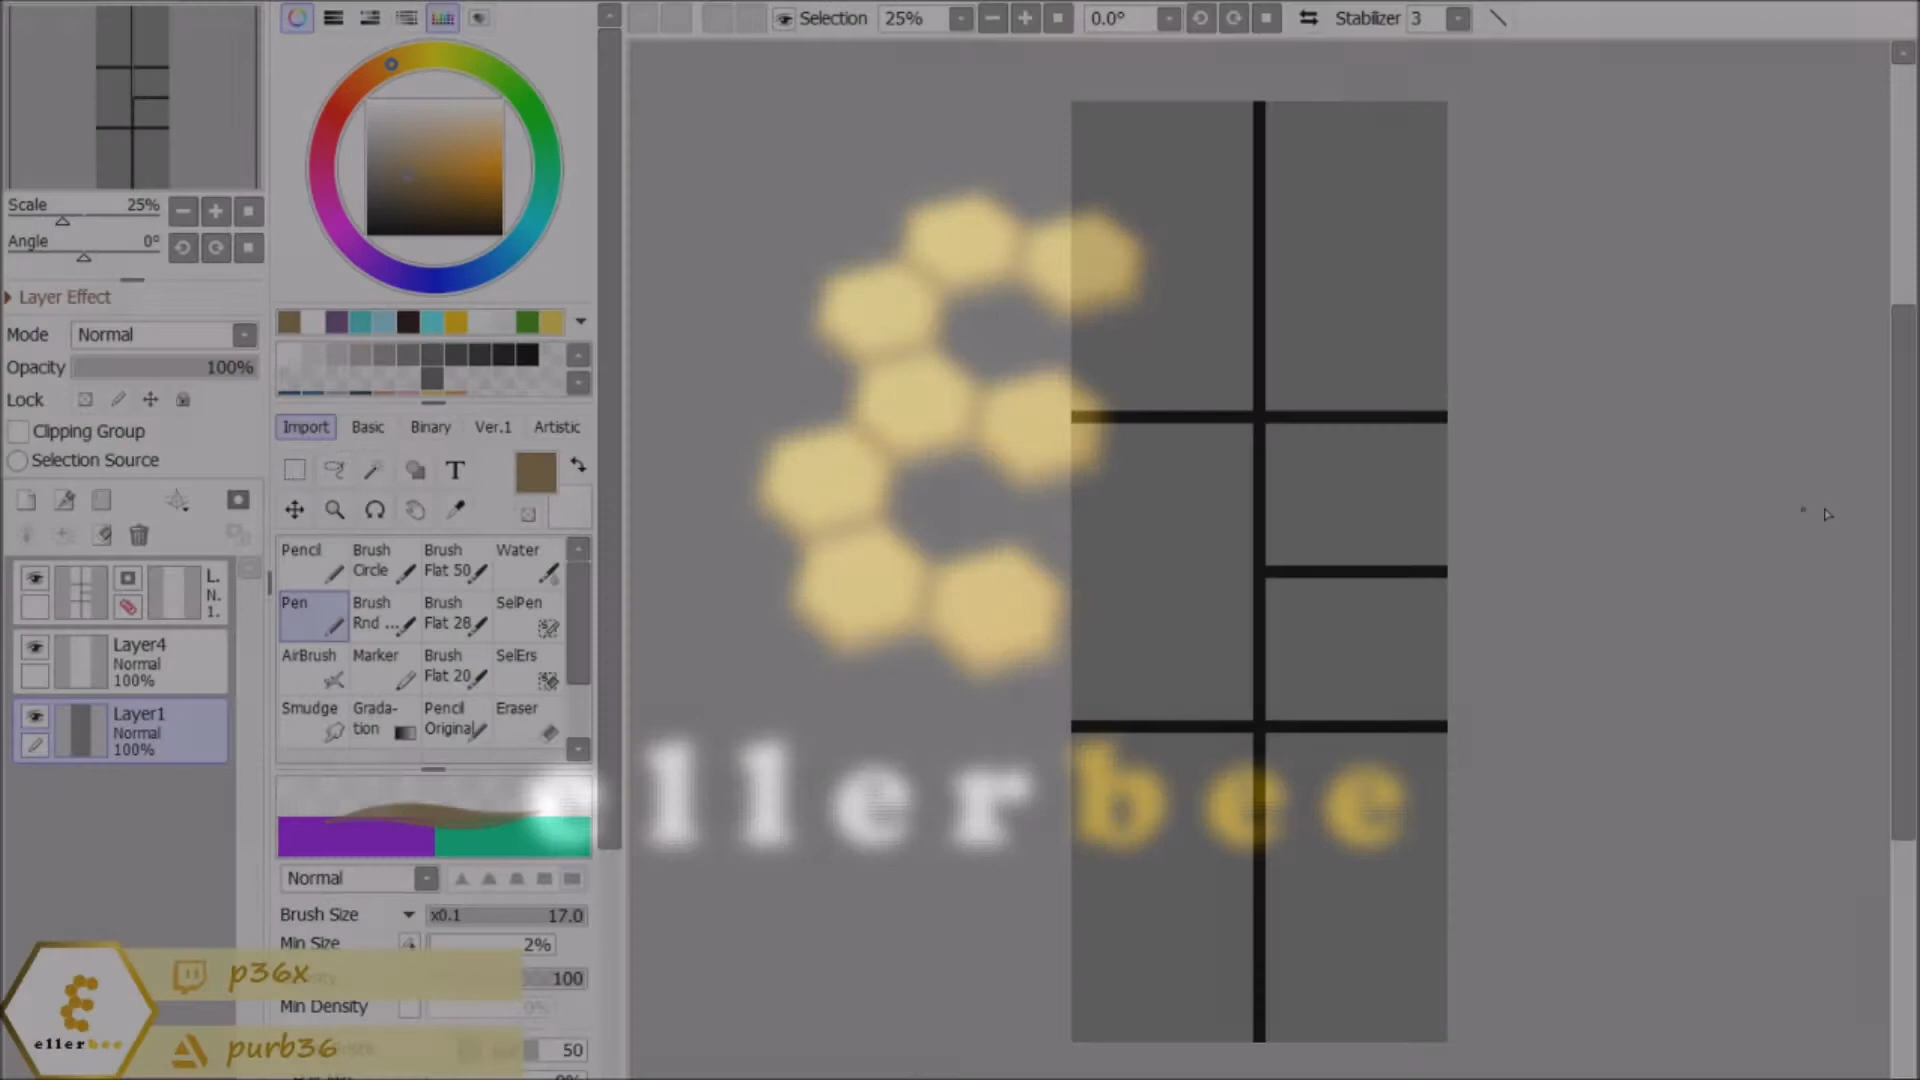 Selection 25% 0.0° Stabilizer 3
Scale 25%
Angle 0°
Layer Effect
Mode Normal
Opacity 100%
Lock
Clipping Group
Selection Source
L.
N.
1.
Layer4
Normal
100%
Layer1
Normal
100%
Import Basic Binary Ver.1 Artistic
T
Pencil
Brush Circle
Brush Flat 50
Water
Pen
Brush Rnd ...
Brush Flat 28
SelPen
AirBrush
Marker
Brush Flat 20
SelErs
Smudge
Grada-
tion
Pencil Original
Eraser
Normal
Brush Size x0.1 17.0
Min Size 2%
100
Min Density 0%
50
ellerbee
p36x
purb36
ellerbee